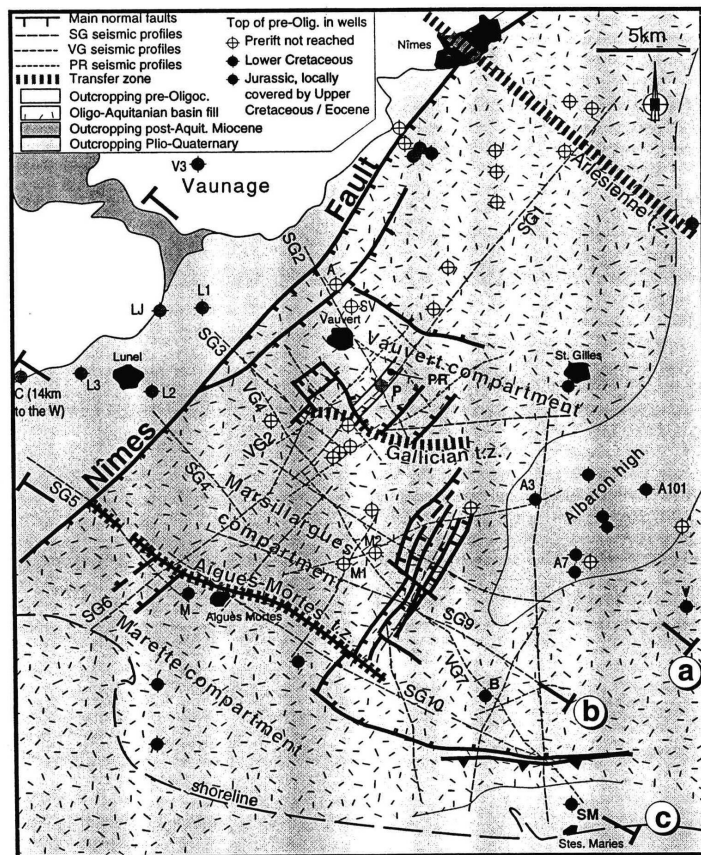 Main normal faults
SG seismic profiles
VG seismic profiles
PR seismic profiles
Transfer zone
Outcropping pre-Oligoc.
Oligo-Aquitanian basin fill
Outcropping post-Aquit. Miocene
Outcropping Plio-Quaternary
Top of pre-Olig. in wells
Prerift not reached
Lower Cretaceous
Jurassic, locally
covered by Upper
Cretaceous / Eocene
5km
N
Nîmes
V3
Vaunage
Arlesienne t.z.
SG1
Fault
SG2
A
L1
LJ
SV
Vauvert
SG3
Vauvert compartment
St. Gilles
Lunel
L3
L2
C (14km
to the W)
P
PR
VG4
VG2
Gallician t.z.
Nîmes
SG4
SG5
Marsillargues
compartment
A3
A101
Albaron high
M2
M1
A7
V
Aigues-Mortes t.z.
SG6
M
Aigues Mortes
SG9
a
Marette compartment
VG7
B
SG10
b
shoreline
SM
c
Stes. Maries